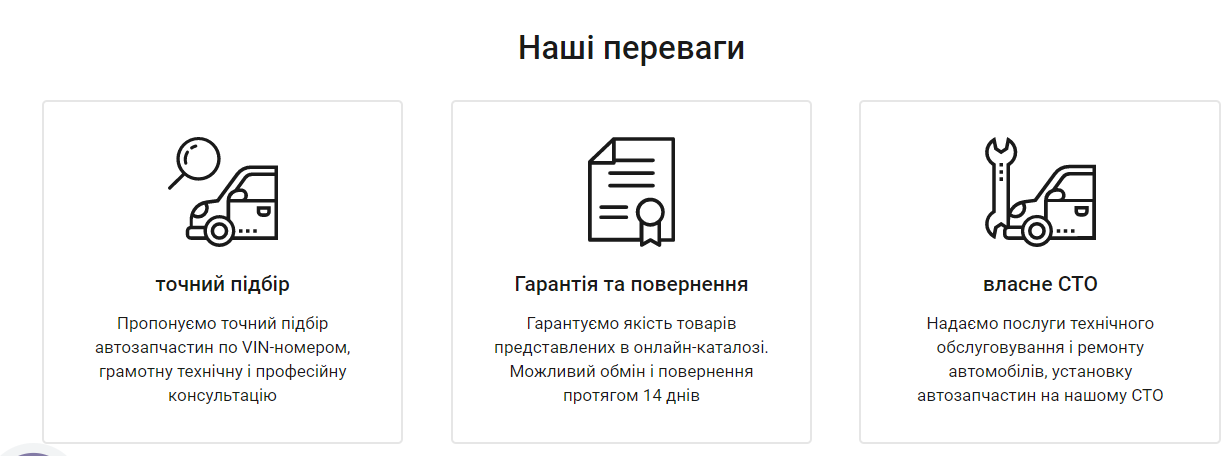 Наші переваги
точний підбір
Пропонуємо точний підбір
автозапчастин по VIN-номером,
грамотну технічну і професійну
консультацію
Гарантія та повернення
Гарантуємо якість товарів
представлених в онлайн-каталозі.
Можливий обмін і повернення
протягом 14 днів
власне СТО
Надаємо послуги технічного
обслуговування і ремонту
автомобілів, установку
автозапчастин на нашому СТО